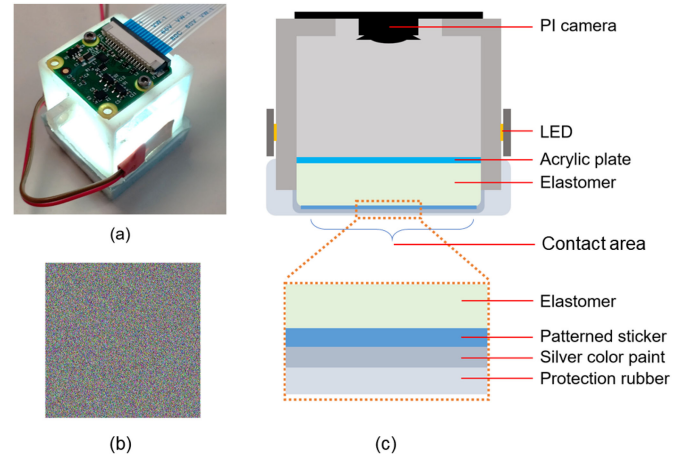 PI camera
LED
Acrylic plate
Elastomer
Contact area
(a)
Elastomer
Patterned sticker
Silver color paint
Protection rubber
(b)
(c)